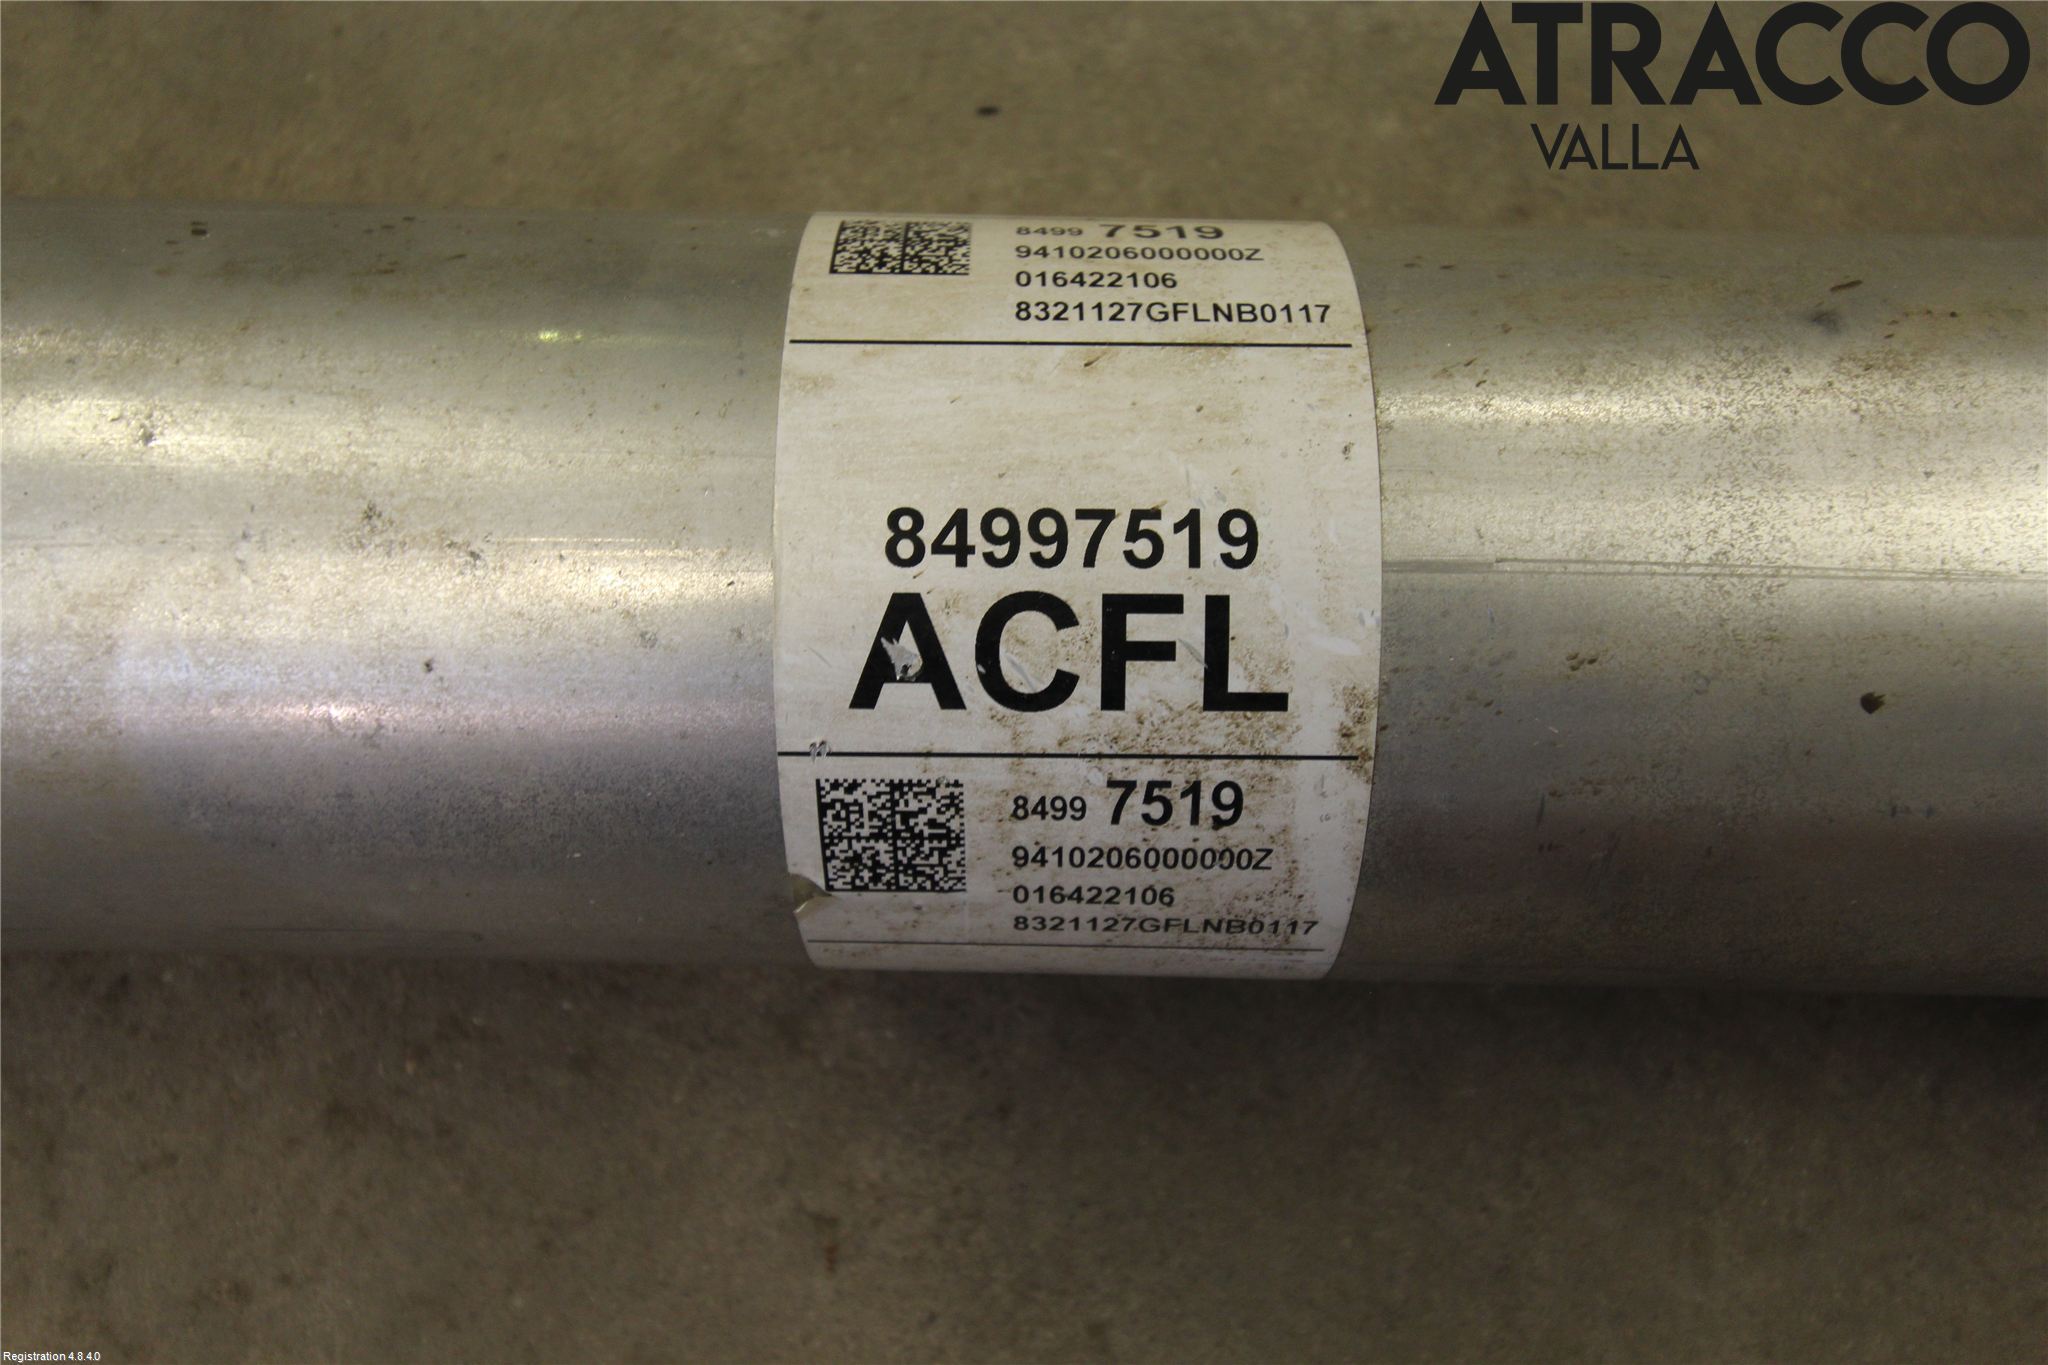 ATRACCO
VALLA
8499 7519
9410206000000Z
016422106
8321127GFLNB0117
84997519
ACFL
8499 7519
9410206000000Z
016422106
8321127GFLNB0117
Registration 4.8.4.0